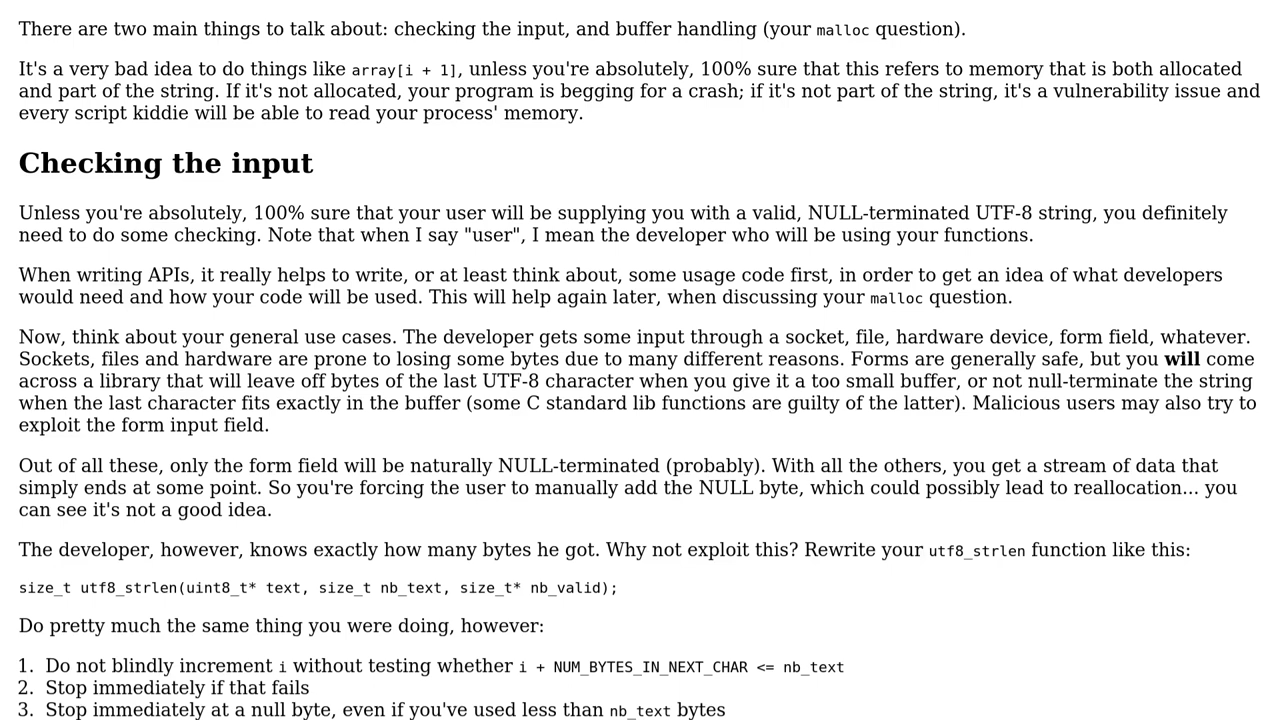 There are two main things to talk about: checking the input, and buffer handling (your malloc question).
It's a very bad idea to do things like array[i + 1], unless you're absolutely, 100% sure that this refers to memory that is both allocated
and part of the string. If it's not allocated, your program is begging for a crash; if it's not part of the string, it's a vulnerability issue and
every script kiddie will be able to read your process' memory.
Checking the input
Unless you're absolutely, 100% sure that your user will be supplying you with a valid, NULL-terminated UTF-8 string, you definitely
need to do some checking. Note that when I say "user", I mean the developer who will be using your functions.
When writing APIs, it really helps to write, or at least think about, some usage code first, in order to get an idea of what developers
would need and how your code will be used. This will help again later, when discussing your malloc question.
Now, think about your general use cases. The developer gets some input through a socket, file, hardware device, form field, whatever.
Sockets, files and hardware are prone to losing some bytes due to many different reasons. Forms are generally safe, but you will come
across a library that will leave off bytes of the last UTF-8 character when you give it a too small buffer, or not null-terminate the string
when the last character fits exactly in the buffer (some C standard lib functions are guilty of the latter). Malicious users may also try to
exploit the form input field.
Out of all these, only the form field will be naturally NULL-terminated (probably). With all the others, you get a stream of data that
simply ends at some point. So you're forcing the user to manually add the NULL byte, which could possibly lead to reallocation... you
can see it's not a good idea.
The developer, however, knows exactly how many bytes he got. Why not exploit this? Rewrite your utf8_strlen function like this:
size_t utf8_strlen(uint8_t* text, size_t nb_text, size_t* nb_valid);
Do pretty much the same thing you were doing, however:
1. Do not blindly increment i without testing whether i + NUM_BYTES_IN_NEXT_CHAR <= nb_text
2. Stop immediately if that fails
3. Stop immediately at a null byte, even if you've used less than nb_text bytes